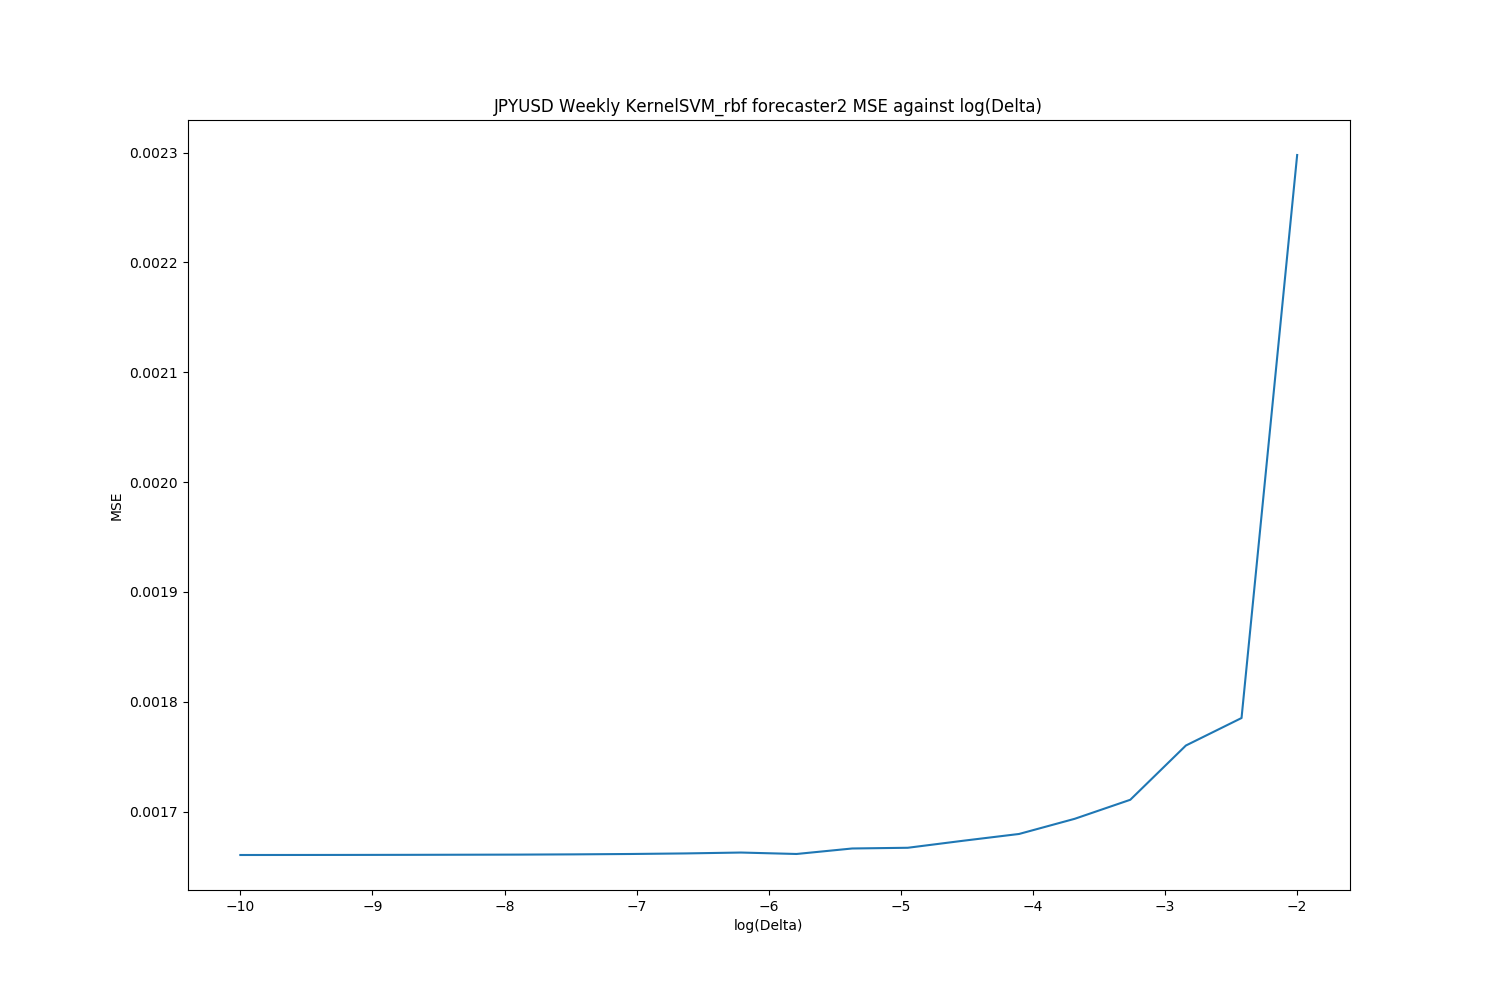 JPYUSD Weekly KernelSVM_rbf forecaster2 MSE against log(Delta)
0.0023
0.0022
0.0021
0.0020
0.0019
0.0018
0.0017
MSE
−10 −9 −8 −7 −6 −5 −4 −3 −2
log(Delta)